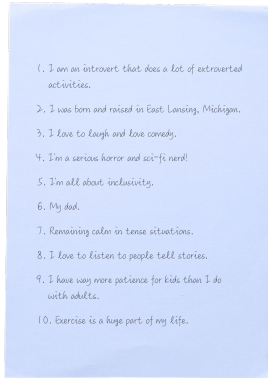 1. I am an introvert that does a lot of extroverted
activities.
2. I was born and raised in East Lansing, Michigan.
3. I love to laugh and love comedy.
4. I'm a serious horror and sci-fi nerd!
5. I'm all about inclusivity.
6. My dad.
7. Remaining calm in tense situations.
8. I love to listen to people tell stories.
9. I have way more patience for kids than I do
with adults.
10. Exercise is a huge part of my life.